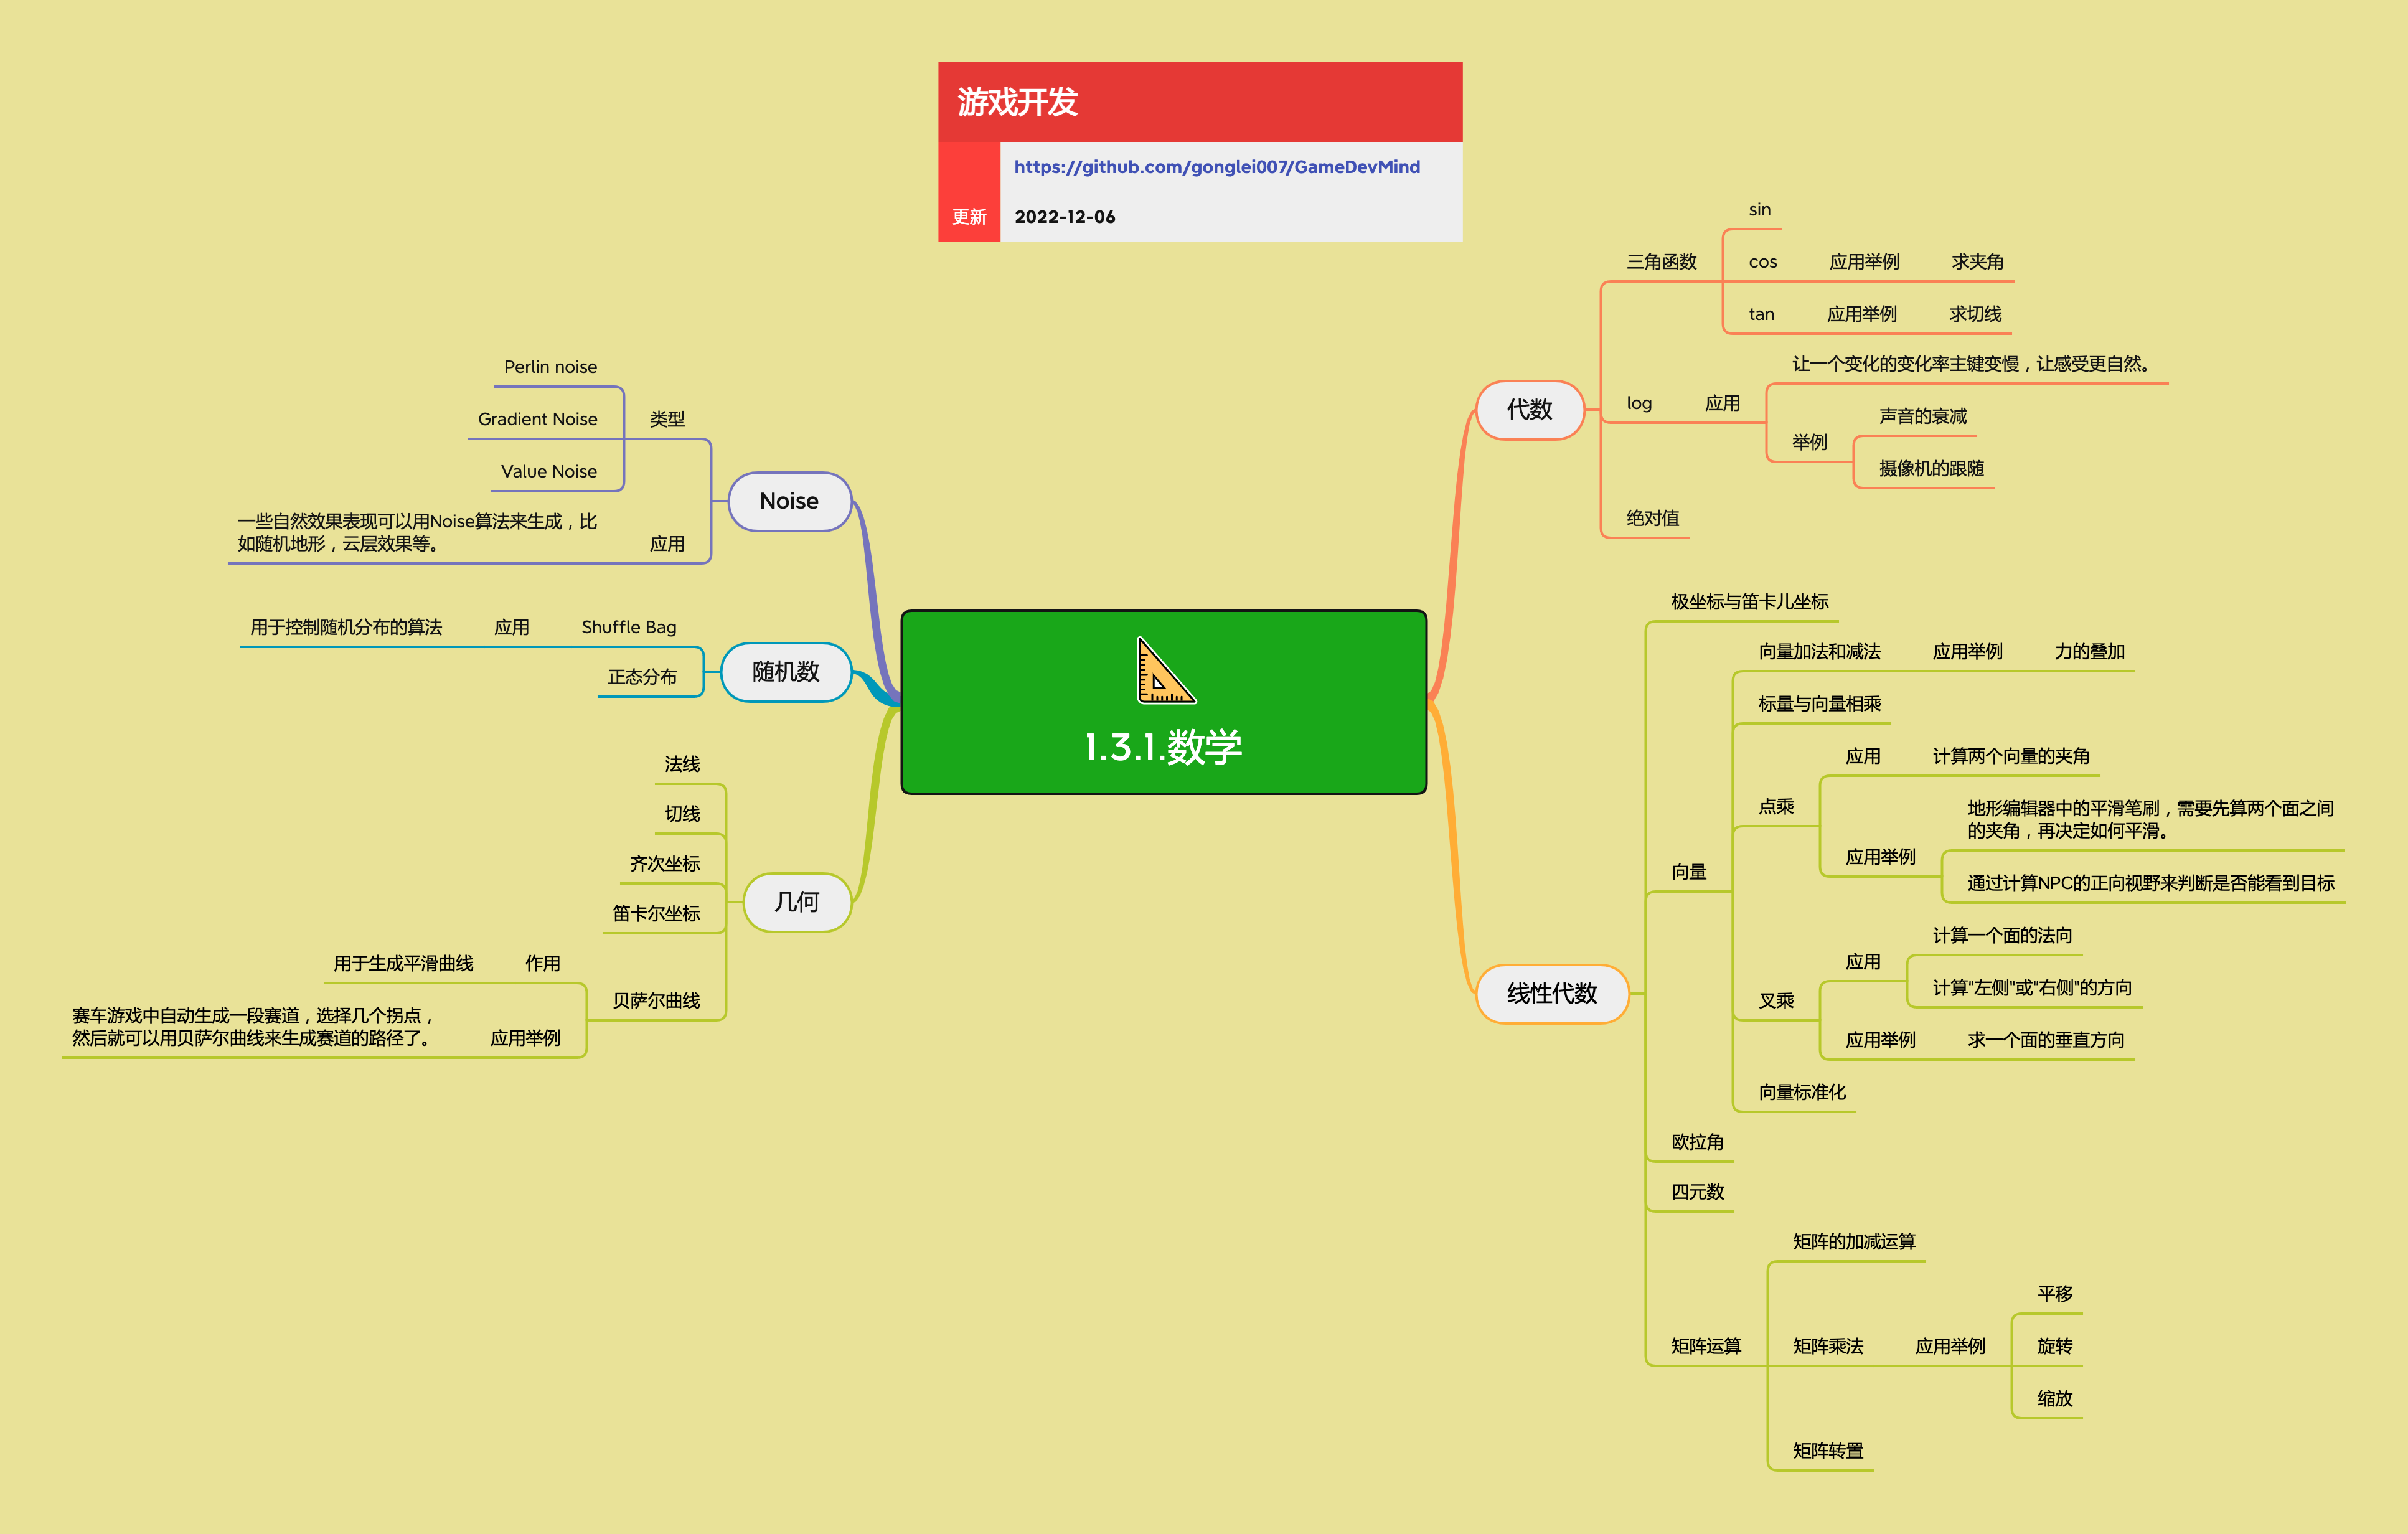 游戏开发
https://github.com/gonglei007/GameDevMind
更新
2022-12-06
1.3.1.数学
代数
三角函数
sin
cos
应用举例
求夹角
tan
应用举例
求切线
log
应用
让一个变化的变化率主键变慢，让感受更自然。
举例
声音的衰减
摄像机的跟随
绝对值
线性代数
极坐标与笛卡儿坐标
向量
向量加法和减法
应用举例
力的叠加
标量与向量相乘
点乘
应用
计算两个向量的夹角
应用举例
地形编辑器中的平滑笔刷，需要先算两个面之间
的夹角，再决定如何平滑。
通过计算NPC的正向视野来判断是否能看到目标
叉乘
应用
计算一个面的法向
计算“左侧”或“右侧”的方向
应用举例
求一个面的垂直方向
向量标准化
欧拉角
四元数
矩阵运算
矩阵的加减运算
矩阵乘法
应用举例
平移
旋转
缩放
矩阵转置
Noise
类型
Perlin noise
Gradient Noise
Value Noise
应用
一些自然效果表现可以用Noise算法来生成，比
如随机地形，云层效果等。
随机数
Shuffle Bag
应用
用于控制随机分布的算法
正态分布
几何
法线
切线
齐次坐标
笛卡尔坐标
贝萨尔曲线
作用
用于生成平滑曲线
应用举例
赛车游戏中自动生成一段赛道，选择几个拐点，
然后就可以用贝萨尔曲线来生成赛道的路径了。